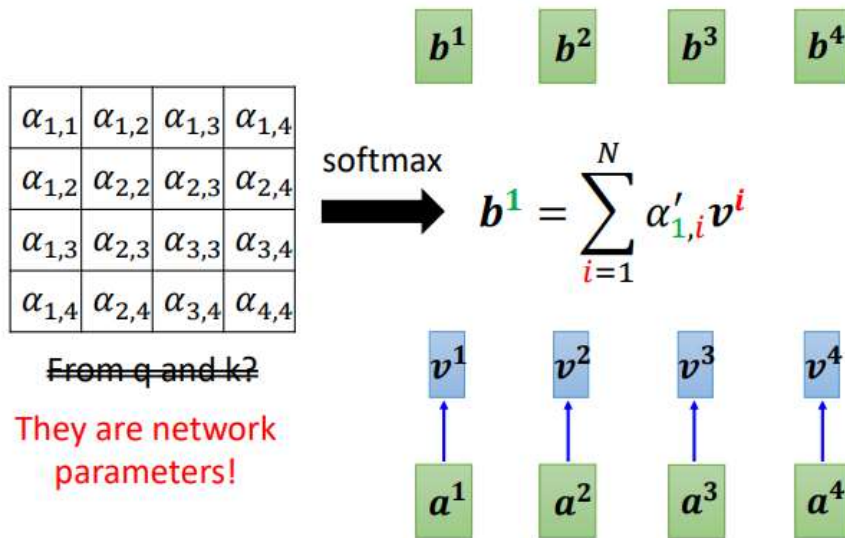 b¹ b² b³ b⁴
α₁,₁ α₁,₂ α₁,₃ α₁,₄
α₁,₂ α₂,₂ α₂,₃ α₂,₄
α₁,₃ α₂,₃ α₃,₃ α₃,₄
α₁,₄ α₂,₄ α₃,₄ α₄,₄
softmax
b¹ = ∑ᵢ₌₁ᴺ α′₁,ᵢ vⁱ
From q and k?
They are network
parameters!
v¹ v² v³ v⁴
a¹ a² a³ a⁴